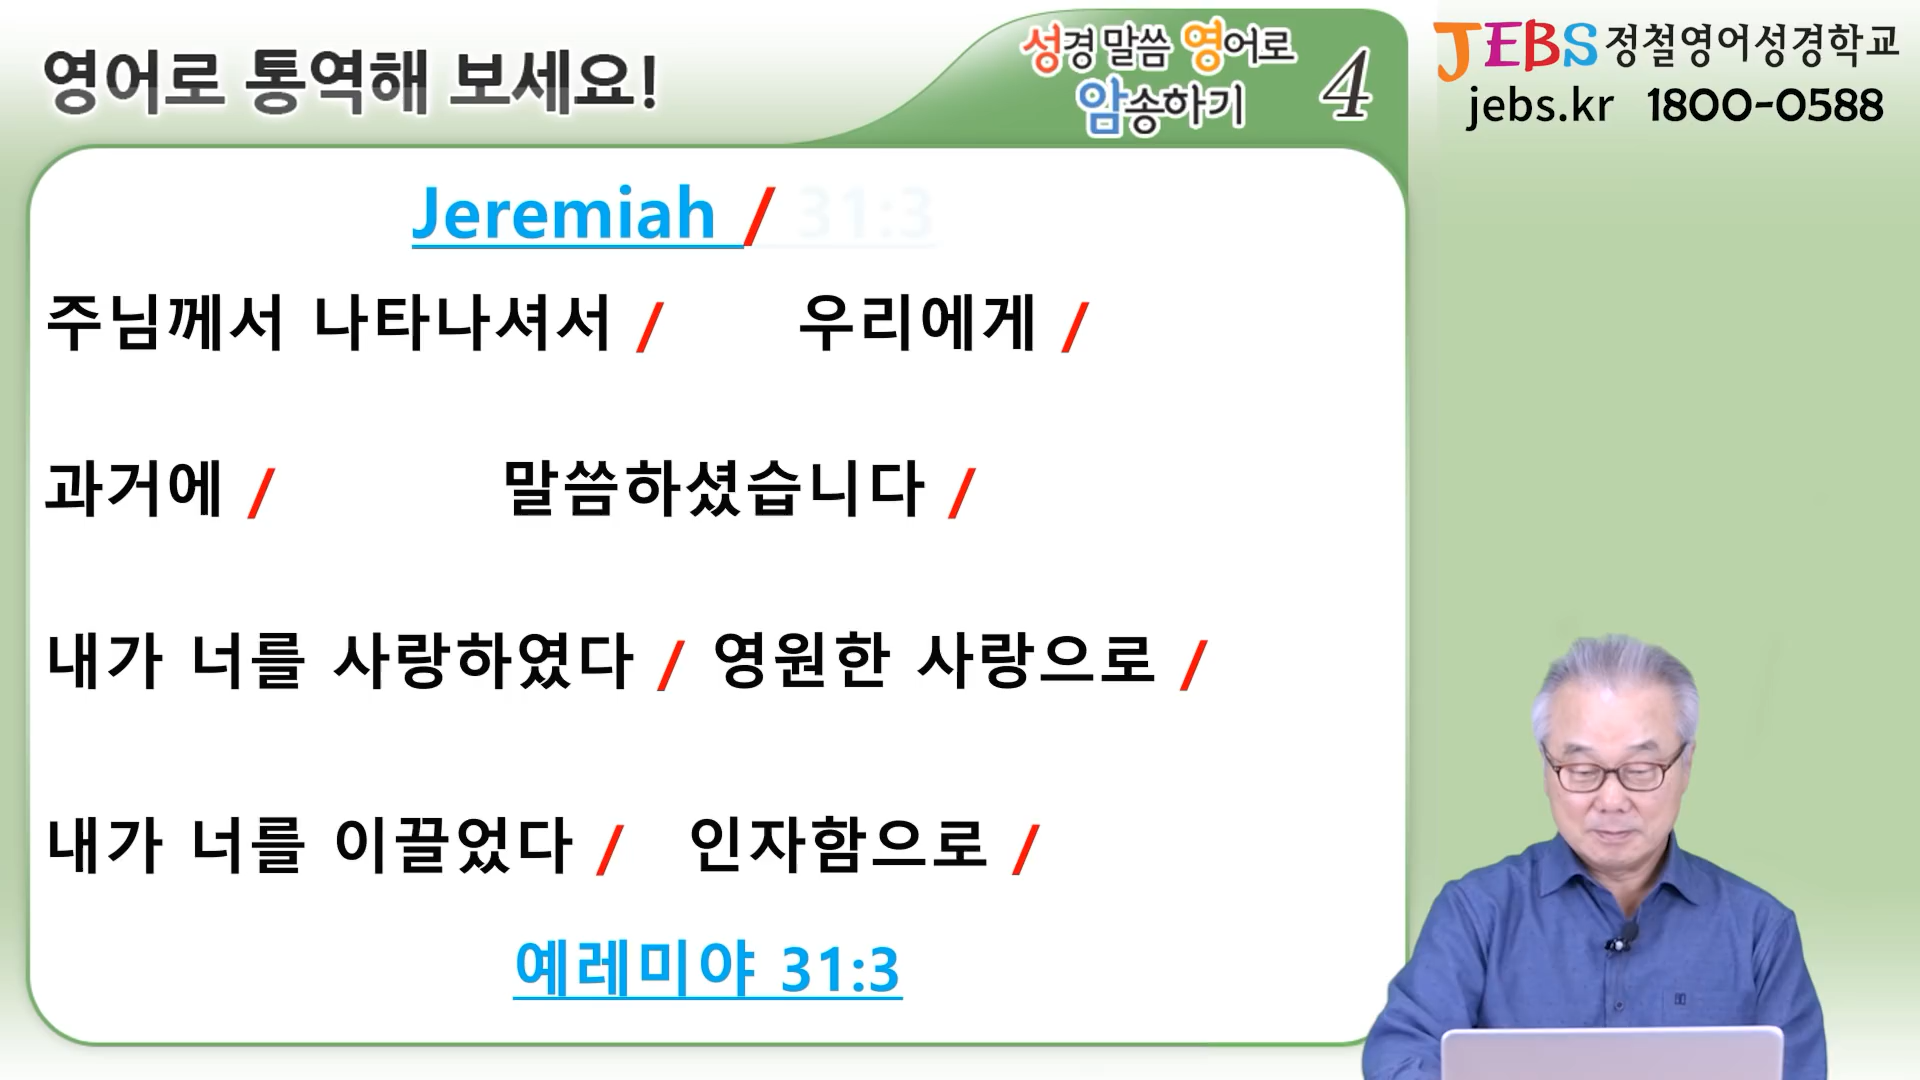 영어로 통역해 보세요!
성경 말씀 영어로
암송하기
4
JEBS 정철영어성경학교
jebs.kr 1800-0588
Jeremiah / 31:3
주님께서 나타나셔서 / 우리에게 /
과거에 / 말씀하셨습니다 /
내가 너를 사랑하였다 / 영원한 사랑으로 /
내가 너를 이끌었다 / 인자함으로 /
예레미야 31:3